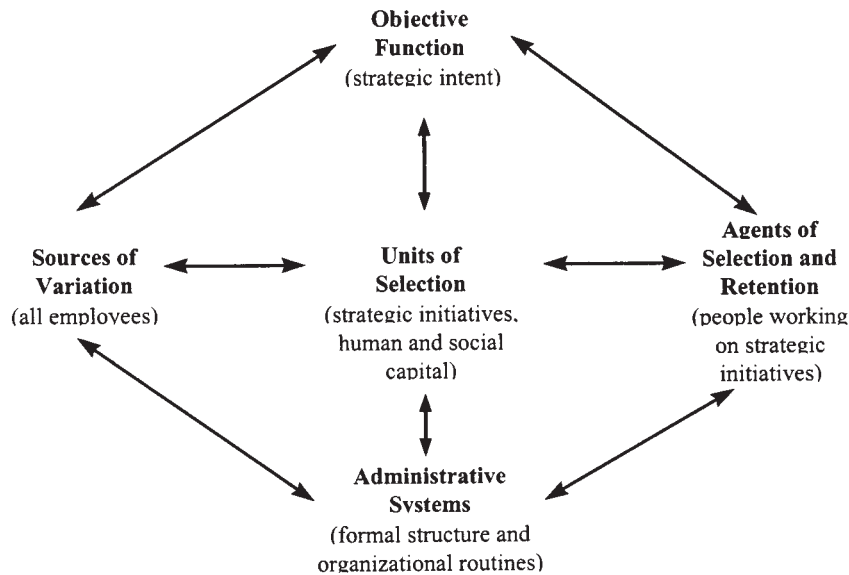 Objective
Function
(strategic intent)
Sources of
Variation
(all employees)
Units of
Selection
(strategic initiatives,
human and social
capital)
Agents of
Selection and
Retention
(people working
on strategic
initiatives)
Administrative
Systems
(formal structure and
organizational routines)